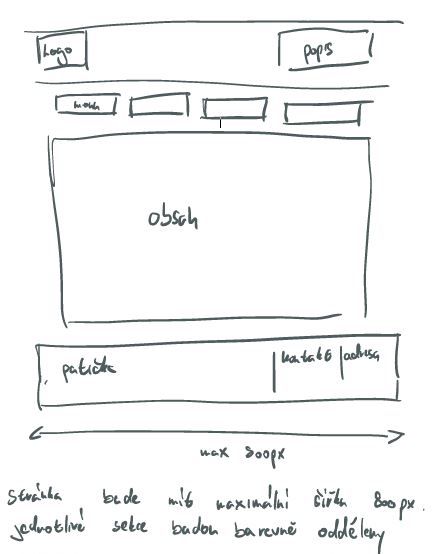 Logo
popis
menu
obsah
patička
kontakt
adresa
max 800px
Stránka bude mít maximální šířku 800px.
jednotlivé sekce budou barevně odděleny